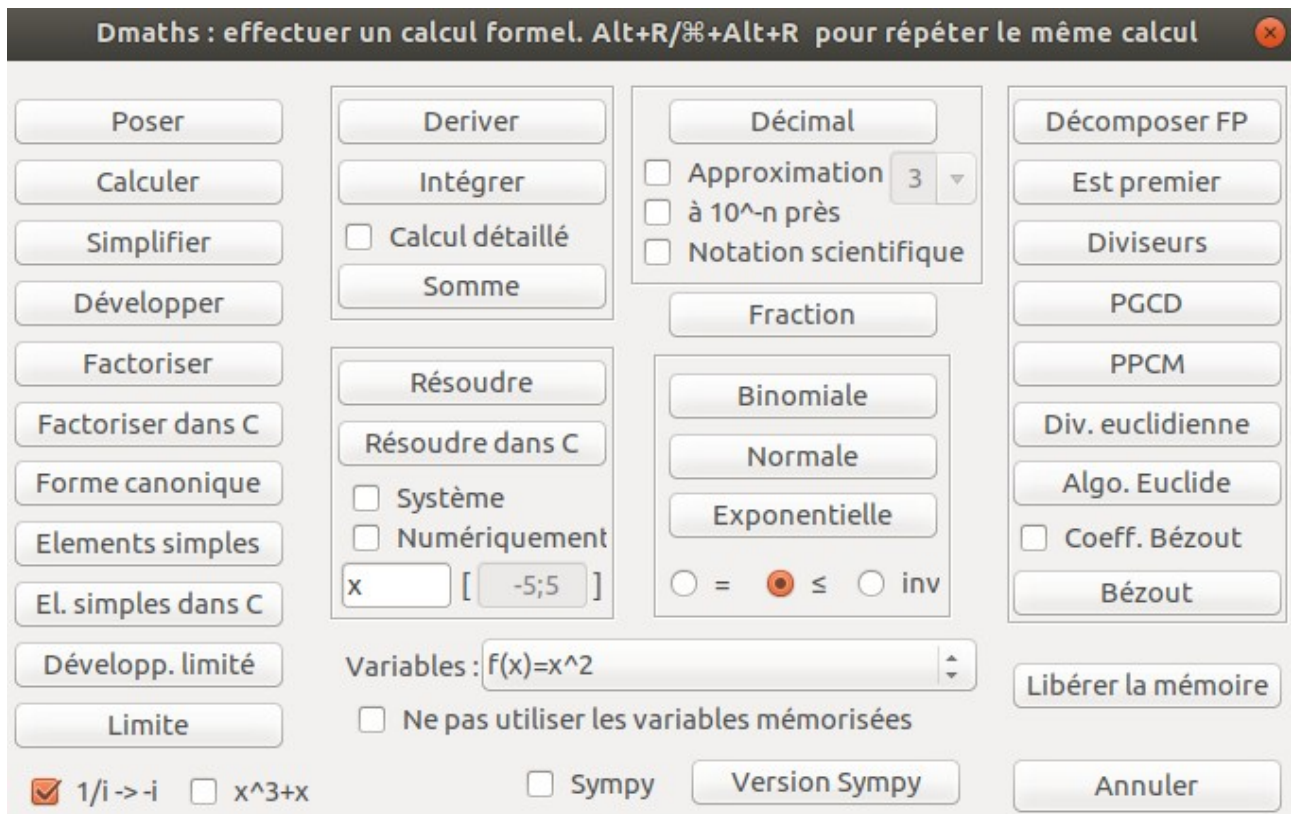 Dmaths : effectuer un calcul formel. Alt+R/⌘+Alt+R pour répéter le même calcul
Poser
Calculer
Simplifier
Développer
Factoriser
Factoriser dans C
Forme canonique
Elements simples
El. simples dans C
Développ. limité
Limite
1/i -> -i
x^3+x
Deriver
Intégrer
Calcul détaillé
Somme
Résoudre
Résoudre dans C
Système
Numériquement
x [ -5;5 ]
Décimal
Approximation 3
à 10^-n près
Notation scientifique
Fraction
Binomiale
Normale
Exponentielle
= ≤ inv
Variables : f(x)=x^2
Ne pas utiliser les variables mémorisées
Sympy
Version Sympy
Décomposer FP
Est premier
Diviseurs
PGCD
PPCM
Div. euclidienne
Algo. Euclide
Coeff. Bézout
Bézout
Libérer la mémoire
Annuler